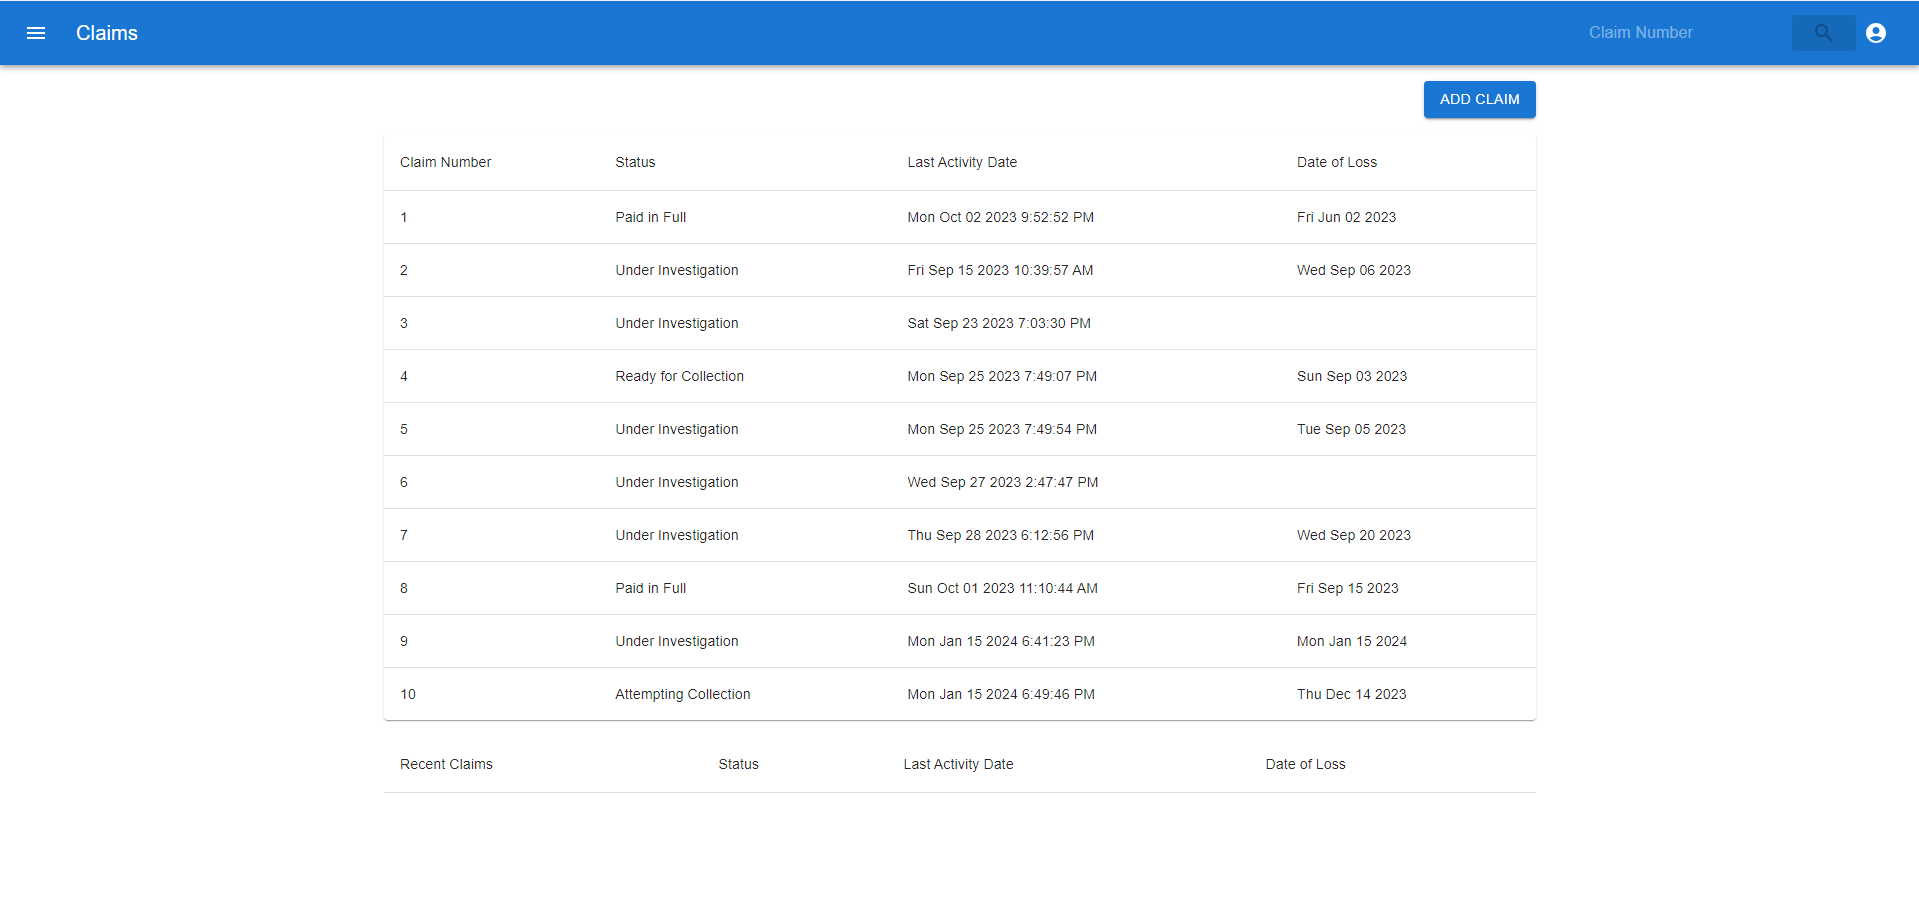 Claims Claim Number
ADD CLAIM
Claim Number Status Last Activity Date Date of Loss
1 Paid in Full Mon Oct 02 2023 9:52:52 PM Fri Jun 02 2023
2 Under Investigation Fri Sep 15 2023 10:39:57 AM Wed Sep 06 2023
3 Under Investigation Sat Sep 23 2023 7:03:30 PM
4 Ready for Collection Mon Sep 25 2023 7:49:07 PM Sun Sep 03 2023
5 Under Investigation Mon Sep 25 2023 7:49:54 PM Tue Sep 05 2023
6 Under Investigation Wed Sep 27 2023 2:47:47 PM
7 Under Investigation Thu Sep 28 2023 6:12:56 PM Wed Sep 20 2023
8 Paid in Full Sun Oct 01 2023 11:10:44 AM Fri Sep 15 2023
9 Under Investigation Mon Jan 15 2024 6:41:23 PM Mon Jan 15 2024
10 Attempting Collection Mon Jan 15 2024 6:49:46 PM Thu Dec 14 2023
Recent Claims Status Last Activity Date Date of Loss